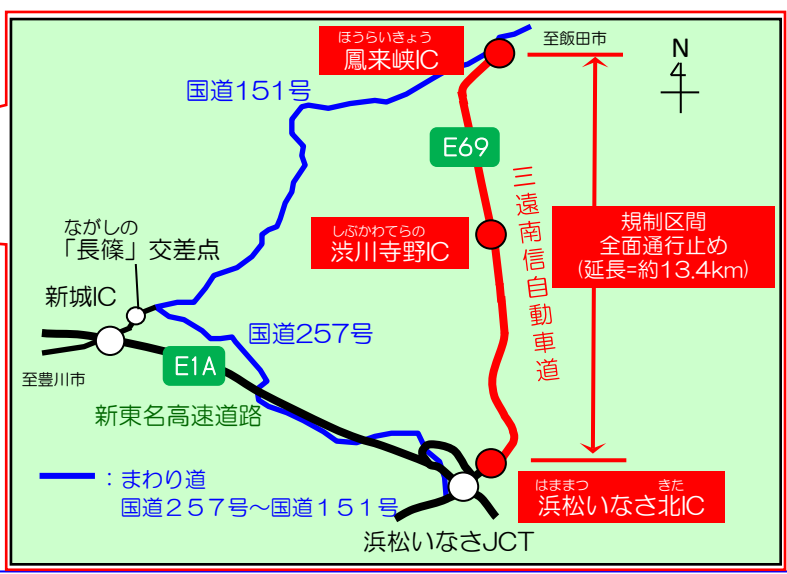 ほうらいきょう
鳳来峡IC
至飯田市
N
国道151号
E69
三遠南信自動車道
規制区間
全面通行止め
(延長=約13.4km)
しぶかわてらの
渋川寺野IC
ながしの
「長篠」交差点
新城IC
国道257号
E1A
至豊川市
新東名高速道路
:まわり道
国道257号~国道151号
はままつ きた
浜松いなさ北IC
浜松いなさJCT